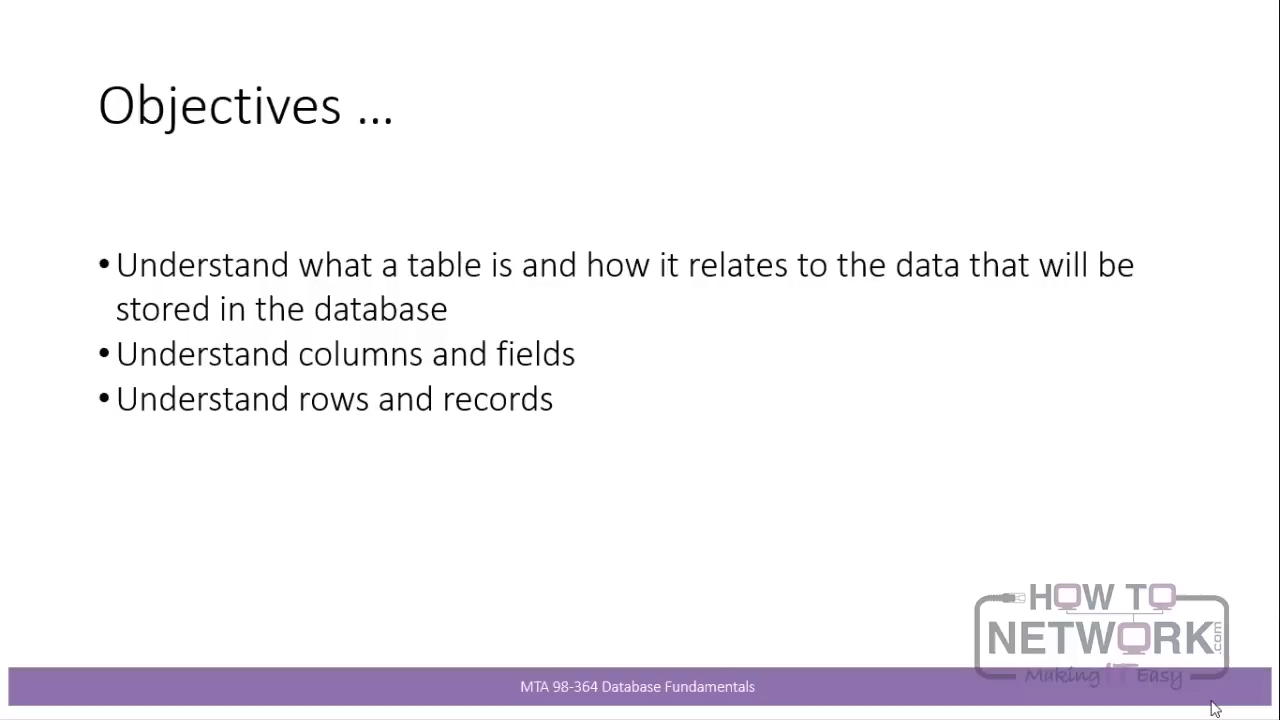 Objectives ...
•Understand what a table is and how it relates to the data that will be
stored in the database
•Understand columns and fields
•Understand rows and records
HOW TO
NETWORK.com
Making IT Easy
MTA 98-364 Database Fundamentals